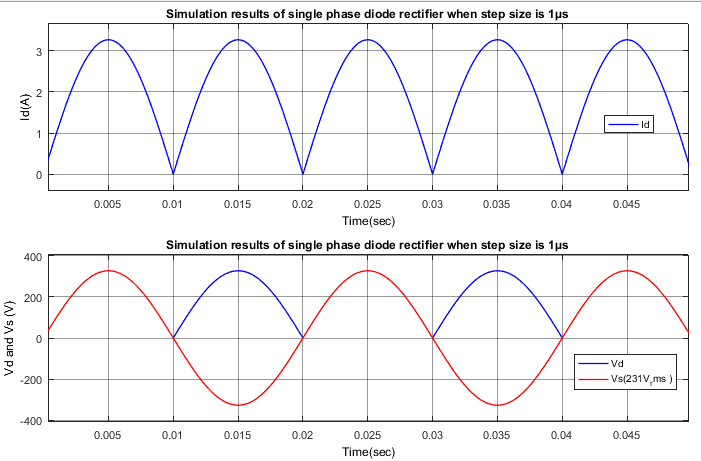 Simulation results of single phase diode rectifier when step size is 1µs
Id(A)
3
2
1
0
Id
0.005 0.01 0.015 0.02 0.025 0.03 0.035 0.04 0.045
Time(sec)
Simulation results of single phase diode rectifier when step size is 1µs
Vd and Vs (V)
400
200
0
-200
-400
Vd
Vs(231Vrms )
0.005 0.01 0.015 0.02 0.025 0.03 0.035 0.04 0.045
Time(sec)